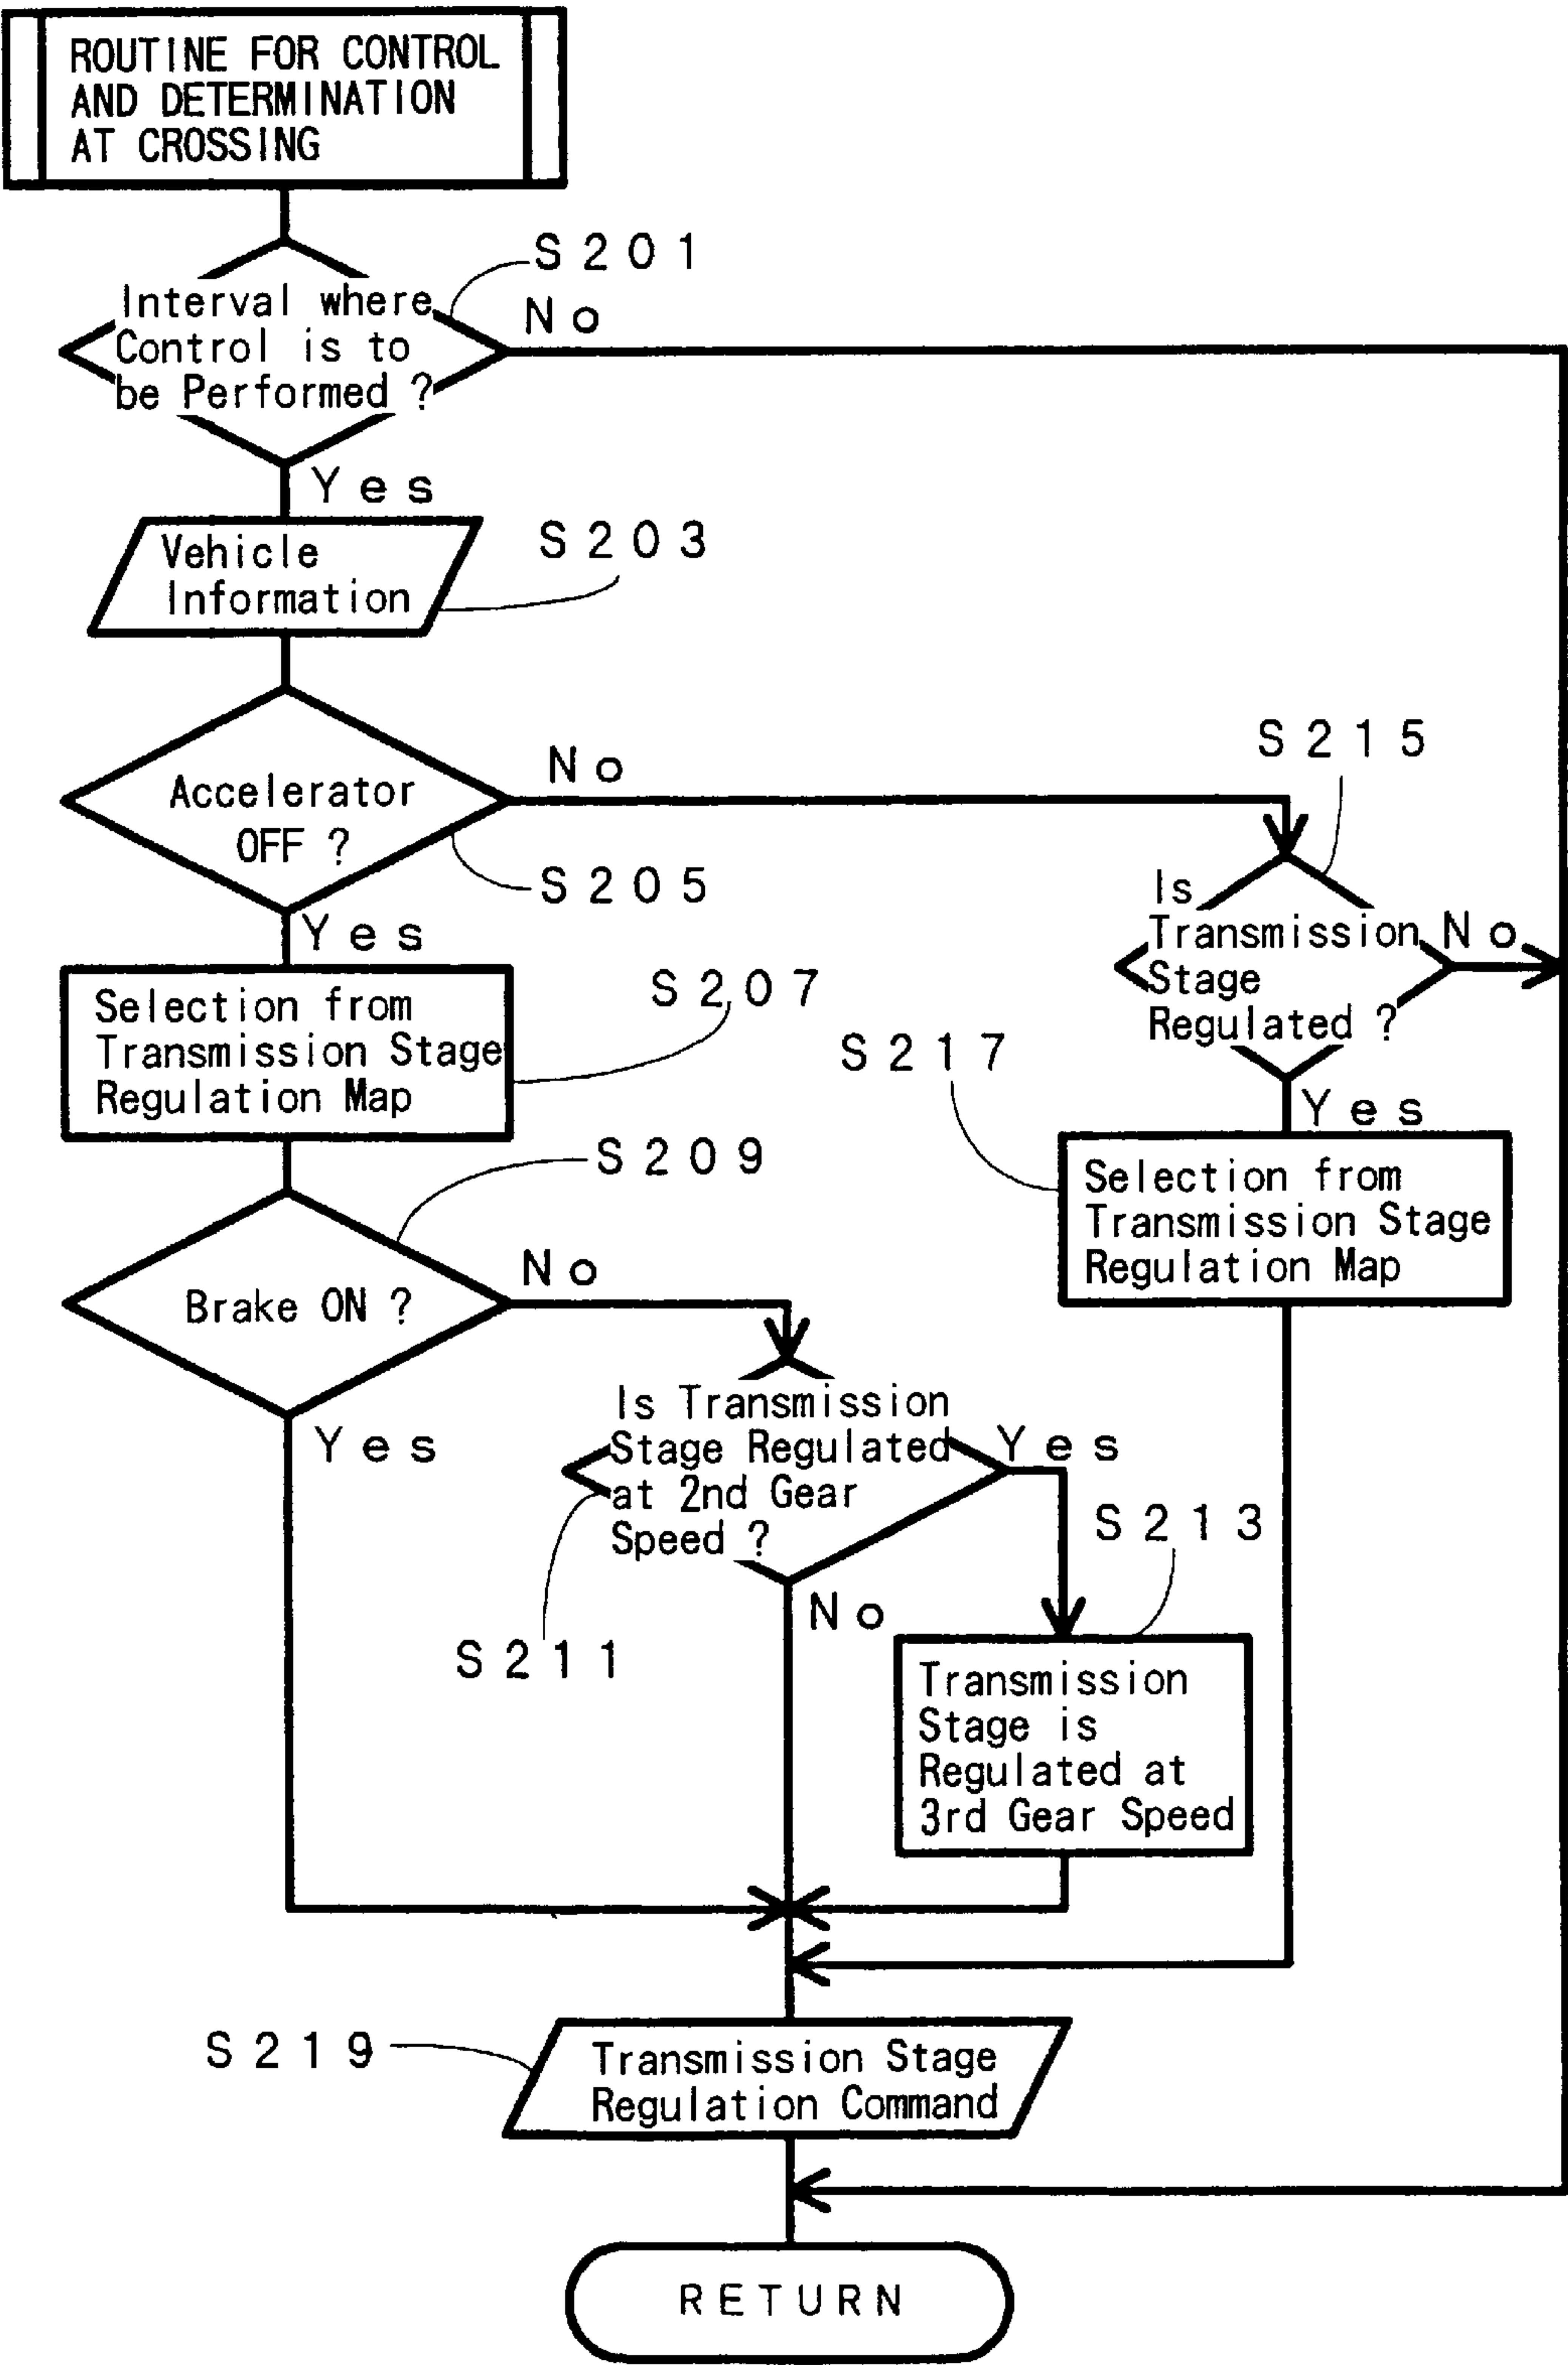 ROUTINE FOR CONTROL
AND DETERMINATION
AT CROSSING
S201
Interval where
Control is to
be Performed ?
No
Yes
S203
Vehicle
Information
S215
No
Accelerator
OFF ?
S205
Yes
Is
Transmission
Stage
Regulated ?
No
S207
Selection from
Transmission Stage
Regulation Map
S217
Yes
S209
Selection from
Transmission Stage
Regulation Map
No
Brake ON ?
Yes
Is Transmission
Stage Regulated
at 2nd Gear
Speed ?
Yes
S213
No
S211
Transmission
Stage is
Regulated at
3rd Gear Speed
S219
Transmission Stage
Regulation Command
RETURN